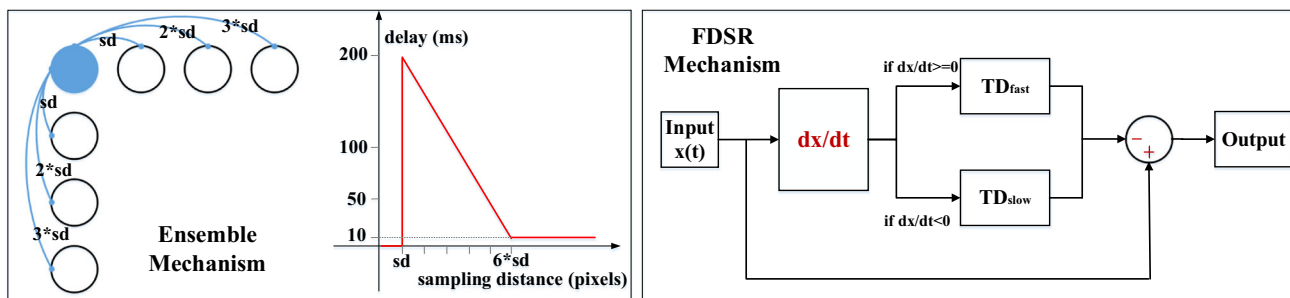 sd
2*sd
3*sd
sd
2*sd
3*sd
Ensemble
Mechanism
delay (ms)
200
100
50
10
sd
6*sd
sampling distance (pixels)
FDSR
Mechanism
Input
x(t)
dx/dt
if dx/dt>=0
TDfast
if dx/dt<0
TDslow
−
+
Output